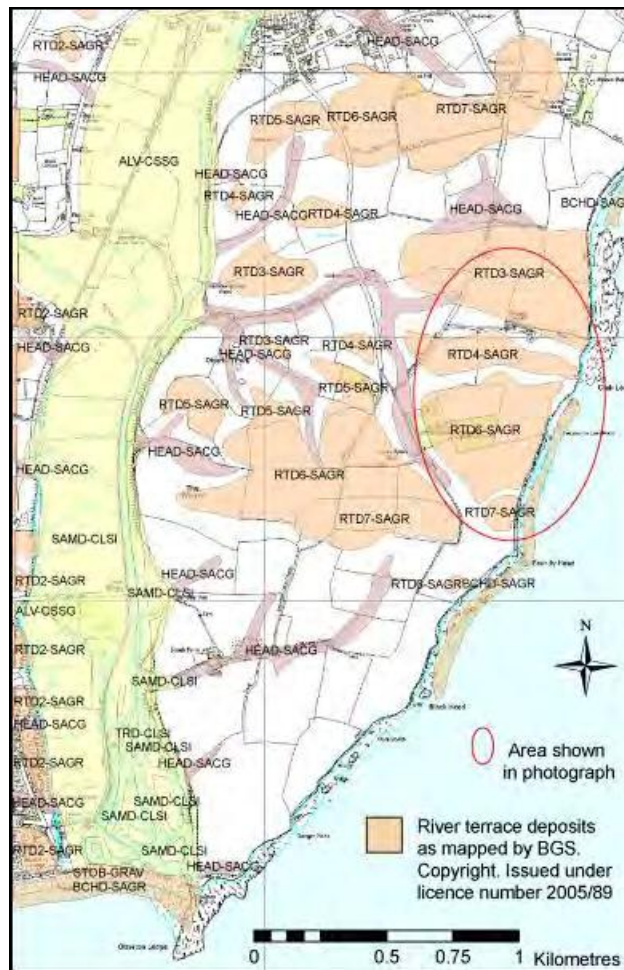 RTD2-SAGR
HEAD-SACG
HEAD-SACG
RTD7-SAGR
RTD6-SAGR
RTD5-SAGR
ALV-CSSG
HEAD-SACG
RTD4-SAGR
HEAD-SACG
RTD4-SAGR
HEAD-SACG
BCHD-SAG
RTD3-SAGR
RTD3-SAGR
RTD2-SAGR
HEAD-SACG
RTD3-SAGR
HEAD-SACG
RTD4-SAGR
RTD4-SAGR
RTD5-SAGR
RTD5-SAGR
RTD5-SAGR
RTD6-SAGR
HEAD-SACG
HEAD-SACG
RTD6-SAGR
RTD7-SAGR
RTD7-SAGR
SAMD-CLSI
RTD2-SAGR
HEAD-SACG
SAMD-CLSI
BCHD-SAGR
ALV-CSSG
RTD2-SAGR
HEAD-SACG
SAMD-CLSI
RTD2-SAGR
HEAD-SACG
TRD-CLSI
SAMD-CLSI
RTD2-SAGR
HEAD-SACG
HEAD-SACG
SAMD-CLSI
SAMD-CLSI
RTD2-SAGR
SAMD-CLSI
HEAD-SACG
STOB-GRAV
BCHD-SAGR
Black Head
N
Area shown
in photograph
River terrace deposits
as mapped by BGS.
Copyright. Issued under
licence number 2005/89
0 0.5 0.75 1 Kilometres